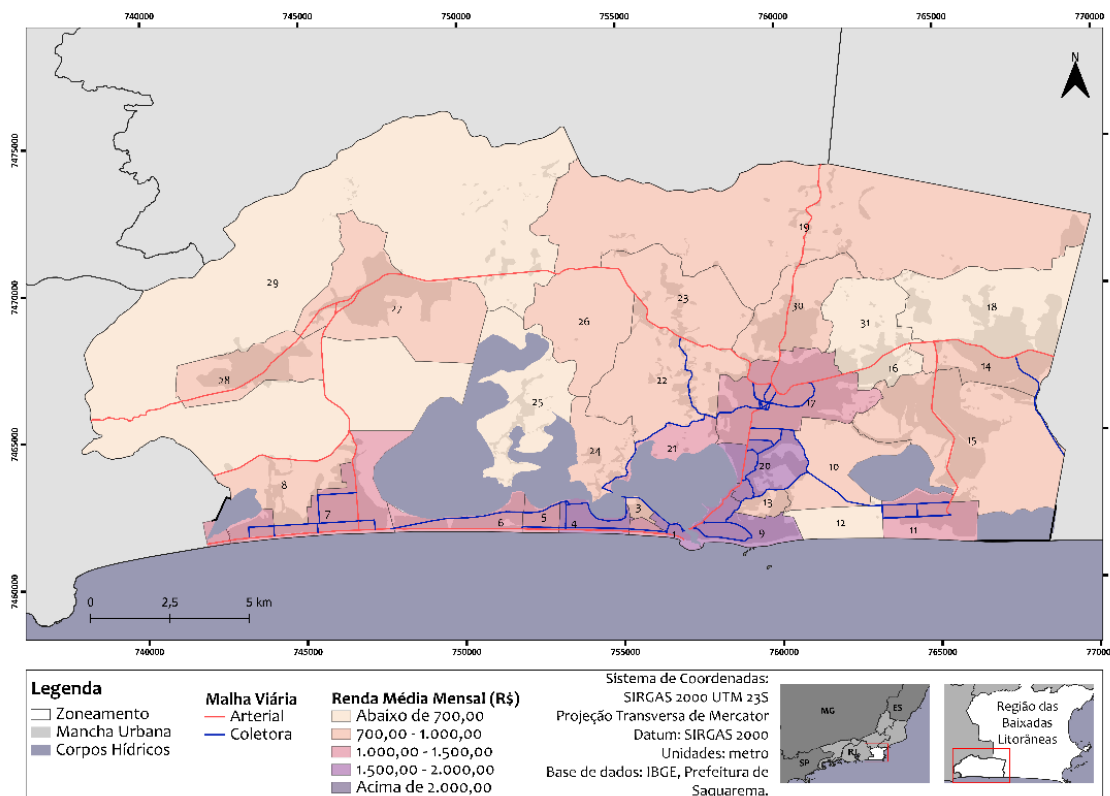 740000 745000 750000 755000 760000 765000 770000
N
7475000
7475000
19
29
23
18
7470000
7470000
27
30
26
31
14
28
22
16
25
17
15
7465000
7465000
21
24
20
8
10
7
13
3
5
6
4
12
11
1
9
7460000
7460000
0 2,5 5 km
740000 745000 750000 755000 760000 765000 77000
Legenda
Zoneamento
Mancha Urbana
Corpos Hídricos
Malha Viária
Arterial
Coletora
Renda Média Mensal (R$)
Abaixo de 700,00
700,00 - 1.000,00
1.000,00 - 1.500,00
1.500,00 - 2.000,00
Acima de 2.000,00
Sistema de Coordenadas:
SIRGAS 2000 UTM 23S
Projeção Transversa de Mercator
Datum: SIRGAS 2000
Unidades: metro
Base de dados: IBGE, Prefeitura de
Saquarema.
MG
ES
RJ
SP
Região das
Baixadas
Litorâneas